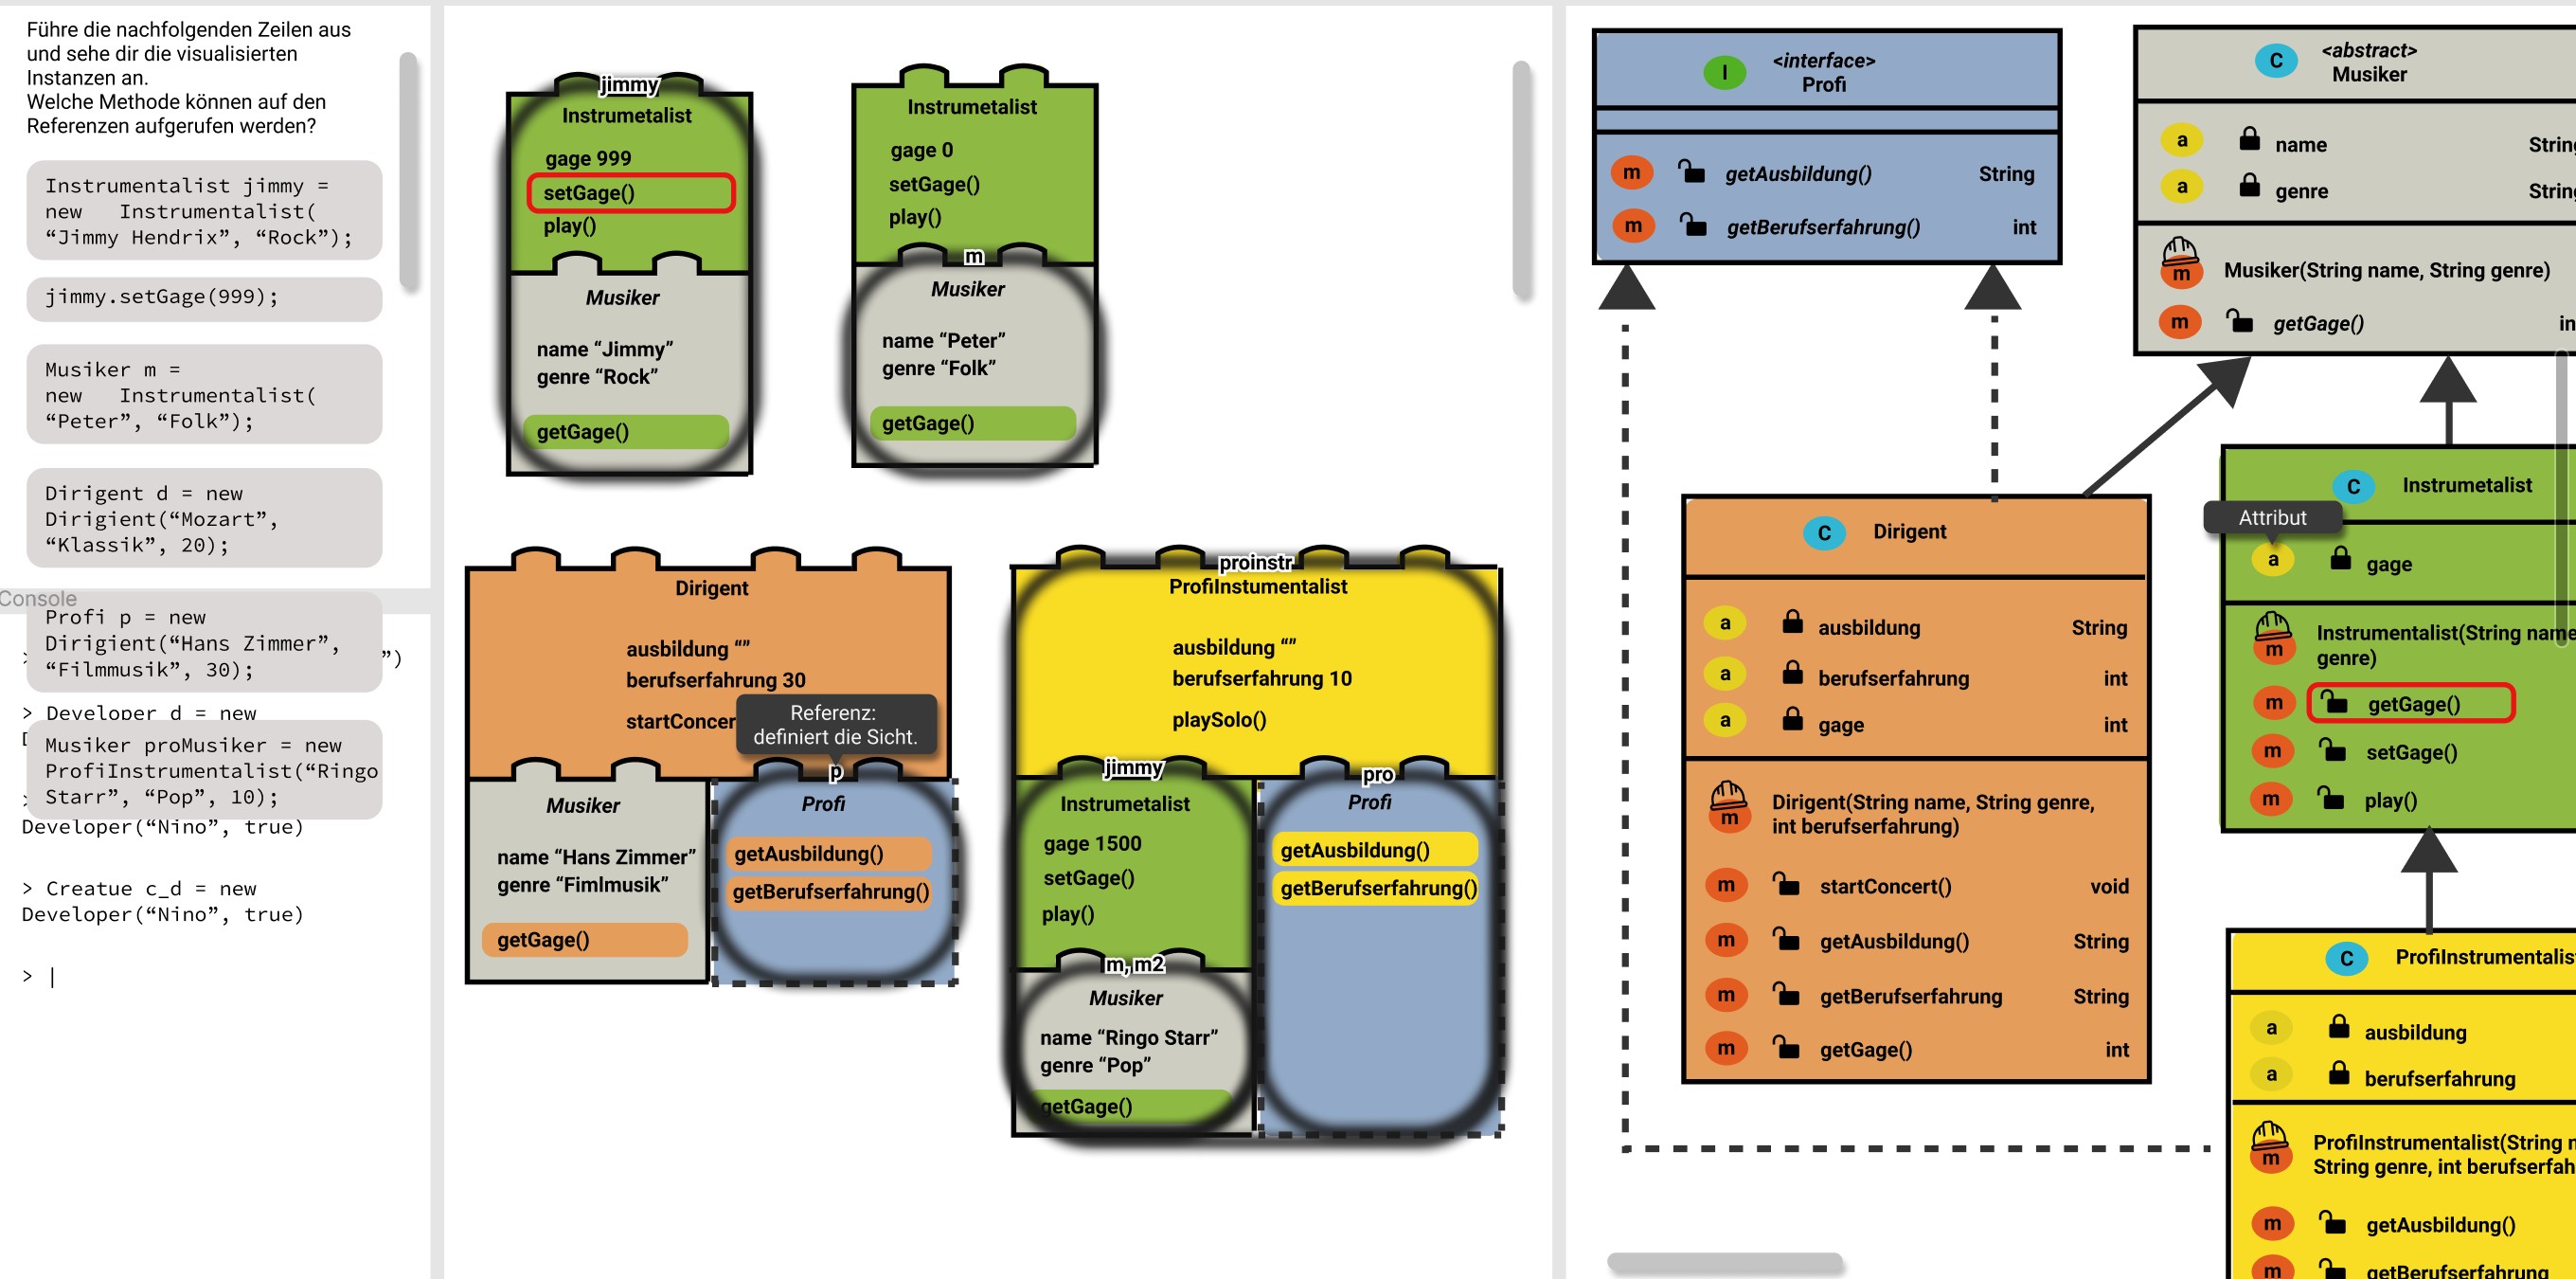 Führe die nachfolgenden Zeilen aus
und sehe dir die visualisierten
Instanzen an.
Welche Methode können auf den
Referenzen aufgerufen werden?
Instrumentalist jimmy =
new Instrumentalist(
“Jimmy Hendrix”, “Rock”);
jimmy.setGage(999);
Musiker m =
new Instrumentalist(
“Peter”, “Folk”);
Dirigent d = new
Dirigient(“Mozart”,
“Klassik”, 20);
Console
Profi p = new
Dirigient(“Hans Zimmer”,
“Filmmusik”, 30);
”)
> Developer d = new
Musiker proMusiker = new
ProfiInstrumentalist(“Ringo
Starr”, “Pop”, 10);
Developer(“Nino”, true)
> Creatue c_d = new
Developer(“Nino”, true)
> |
jimmy
Instrumetalist
gage 999
setGage()
play()
Musiker
name “Jimmy”
genre “Rock”
getGage()
Instrumetalist
gage 0
setGage()
play()
m
Musiker
name “Peter”
genre “Folk”
getGage()
Dirigent
ausbildung “”
berufserfahrung 30
startConcer
Referenz:
definiert die Sicht.
p
Musiker
name “Hans Zimmer”
genre “Fimlmusik”
getGage()
Profi
getAusbildung()
getBerufserfahrung()
proinstr
ProfiInstumentalist
ausbildung “”
berufserfahrung 10
playSolo()
jimmy
Instrumetalist
gage 1500
setGage()
play()
m, m2
Musiker
name “Ringo Starr”
genre “Pop”
getGage()
pro
Profi
getAusbildung()
getBerufserfahrung()
I
<interface>
Profi
m getAusbildung() String
m getBerufserfahrung() int
C
<abstract>
Musiker
a name String
a genre String
m Musiker(String name, String genre)
m getGage() in
C Dirigent
a ausbildung String
a berufserfahrung int
a gage int
m Dirigent(String name, String genre,
int berufserfahrung)
m startConcert() void
m getAusbildung() String
m getBerufserfahrung String
m getGage() int
C Instrumetalist
Attribut
a gage
m Instrumentalist(String name
genre)
m getGage()
m setGage()
m play()
C ProfiInstrumentalis
a ausbildung
a berufserfahrung
m ProfiInstrumentalist(String n
String genre, int berufserfah
m getAusbildung()
m getBerufserfahrung